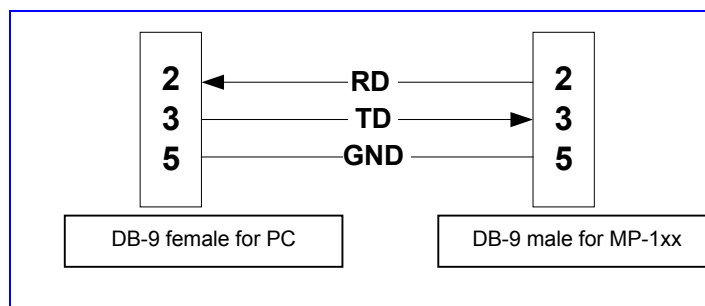 2 RD 2
3 TD 3
5 GND 5
DB-9 female for PC DB-9 male for MP-1xx